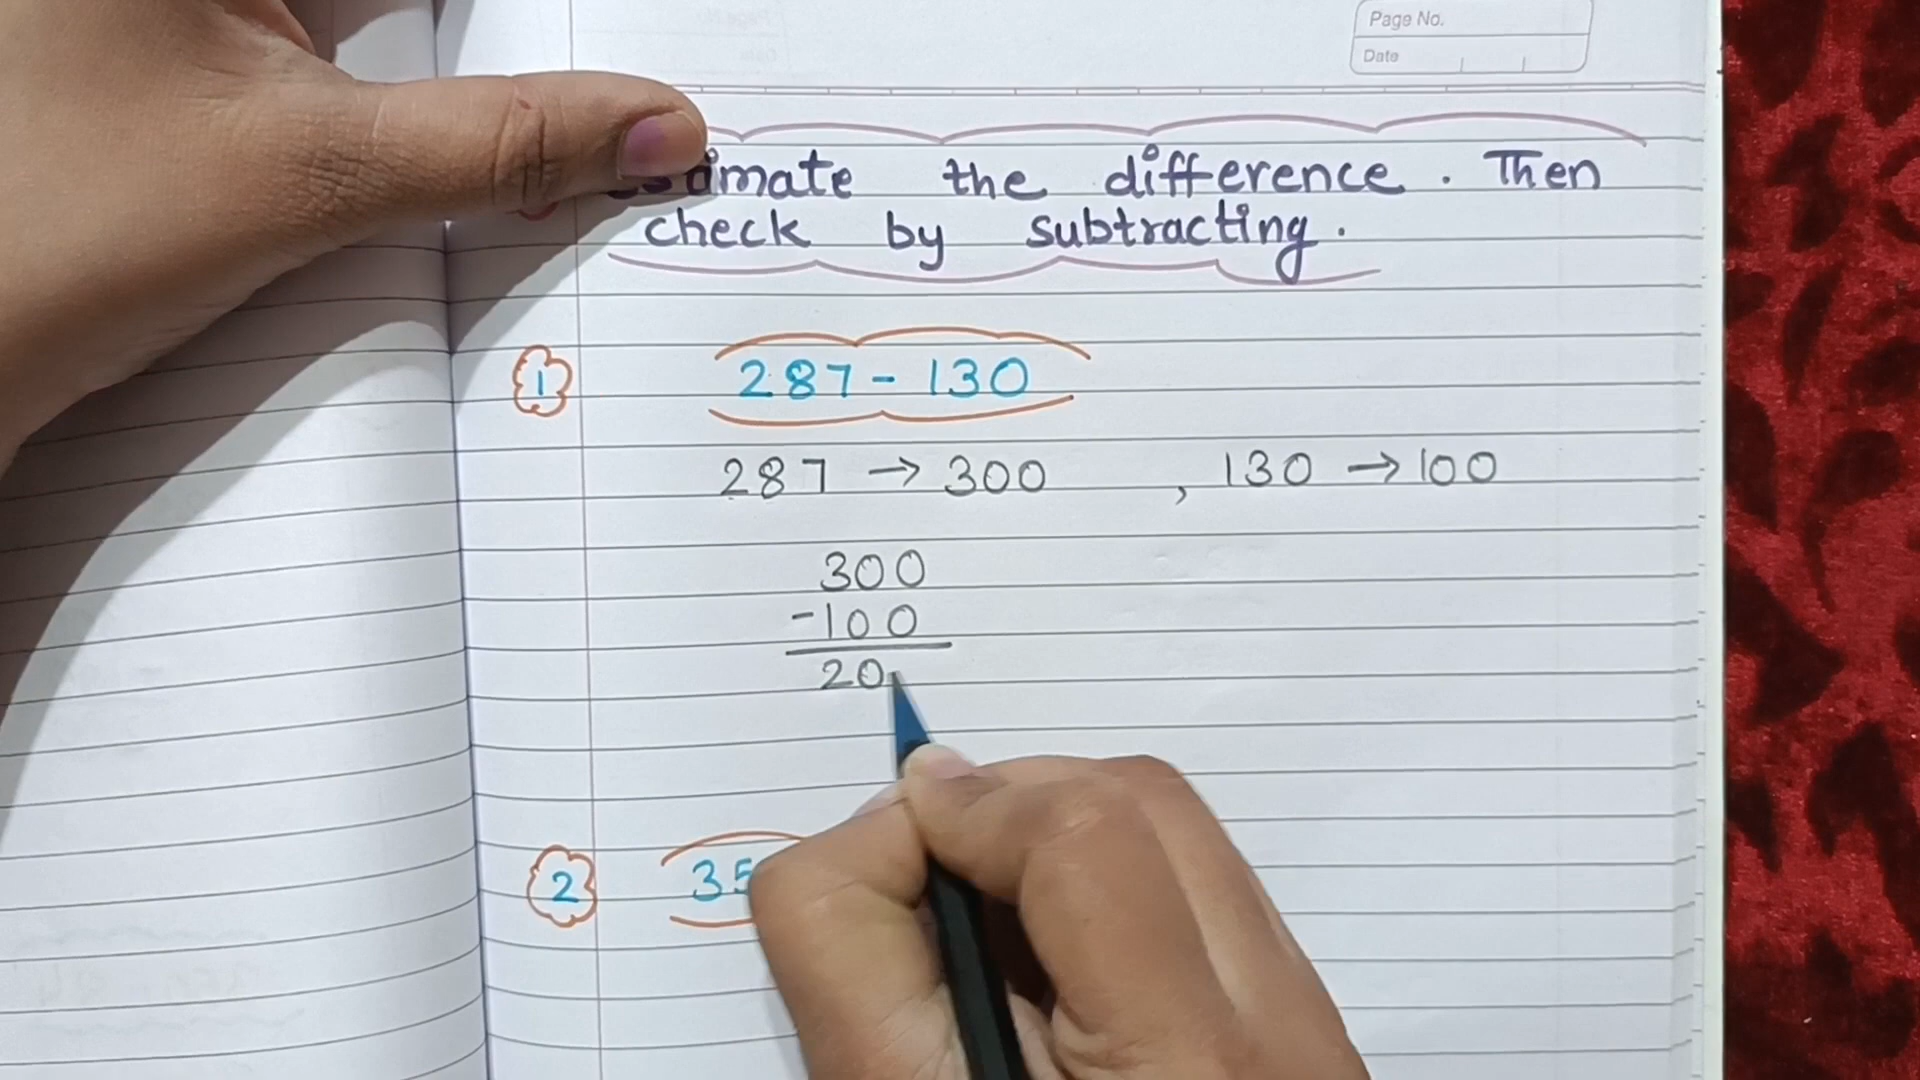 Page No.
Date
the difference. Then
check by subtracting.
1 287 - 130
287 → 300 , 130 → 100
300
-100
20
2 35